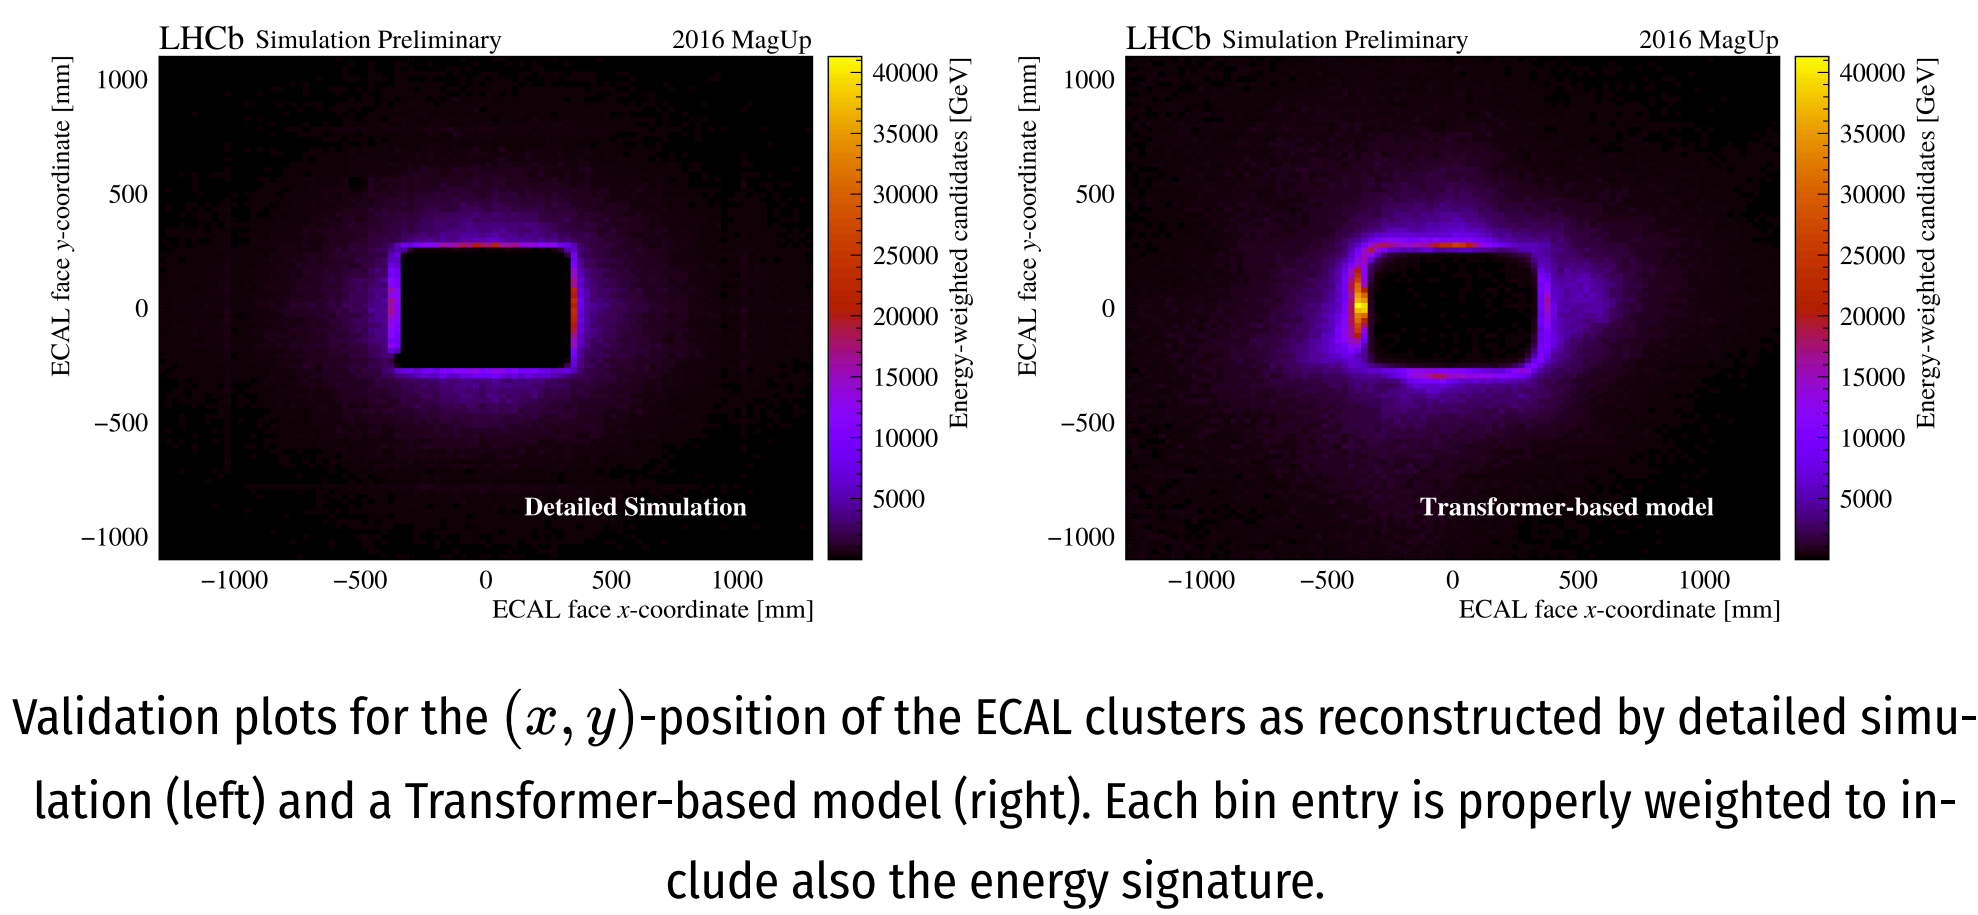 LHCb Simulation Preliminary 2016 MagUp
ECAL face y-coordinate [mm]
1000
500
0
−500
−1000
−1000 −500 0 500 1000
ECAL face x-coordinate [mm]
Detailed Simulation
40000
35000
30000
25000
20000
15000
10000
5000
Energy-weighted candidates [GeV]
LHCb Simulation Preliminary 2016 MagUp
ECAL face y-coordinate [mm]
1000
500
0
−500
−1000
−1000 −500 0 500 1000
ECAL face x-coordinate [mm]
Transformer-based model
40000
35000
30000
25000
20000
15000
10000
5000
Energy-weighted candidates [GeV]
Validation plots for the (x, y)-position of the ECAL clusters as reconstructed by detailed simu-
lation (left) and a Transformer-based model (right). Each bin entry is properly weighted to in-
clude also the energy signature.